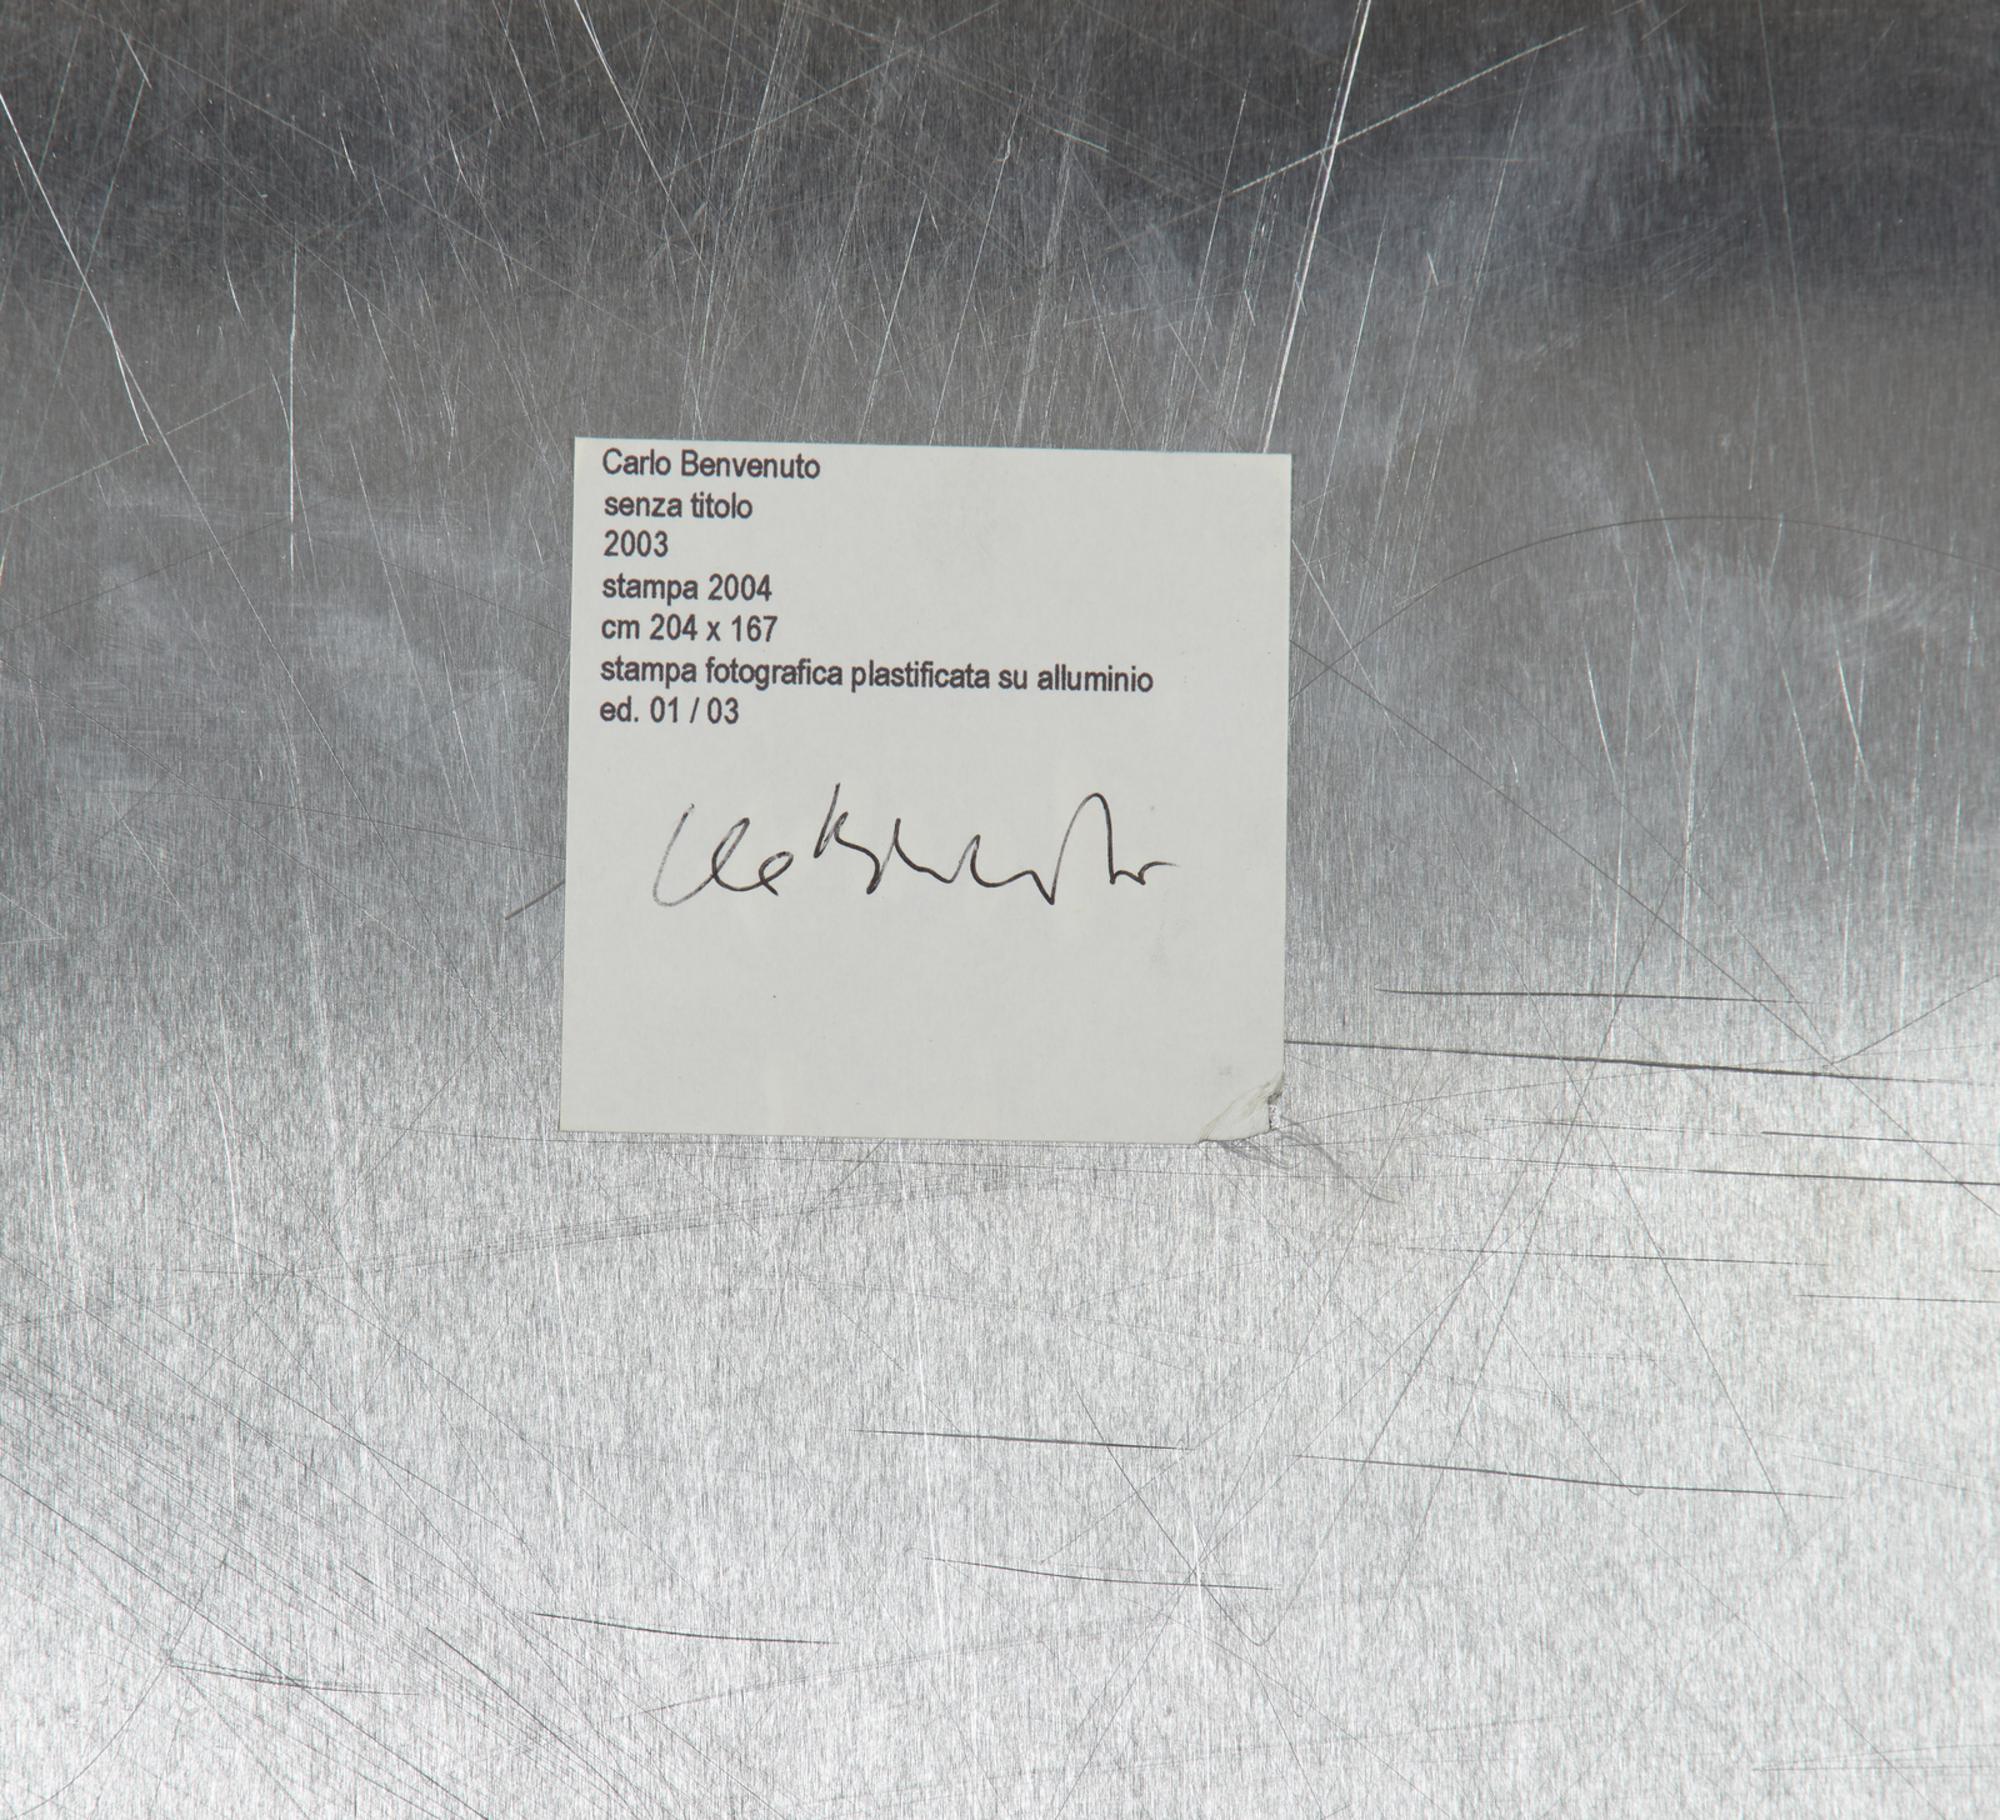 Carlo Benvenuto
senza titolo
2003
stampa 2004
cm 204 x 167
stampa fotografica plastificata su alluminio
ed. 01 / 03